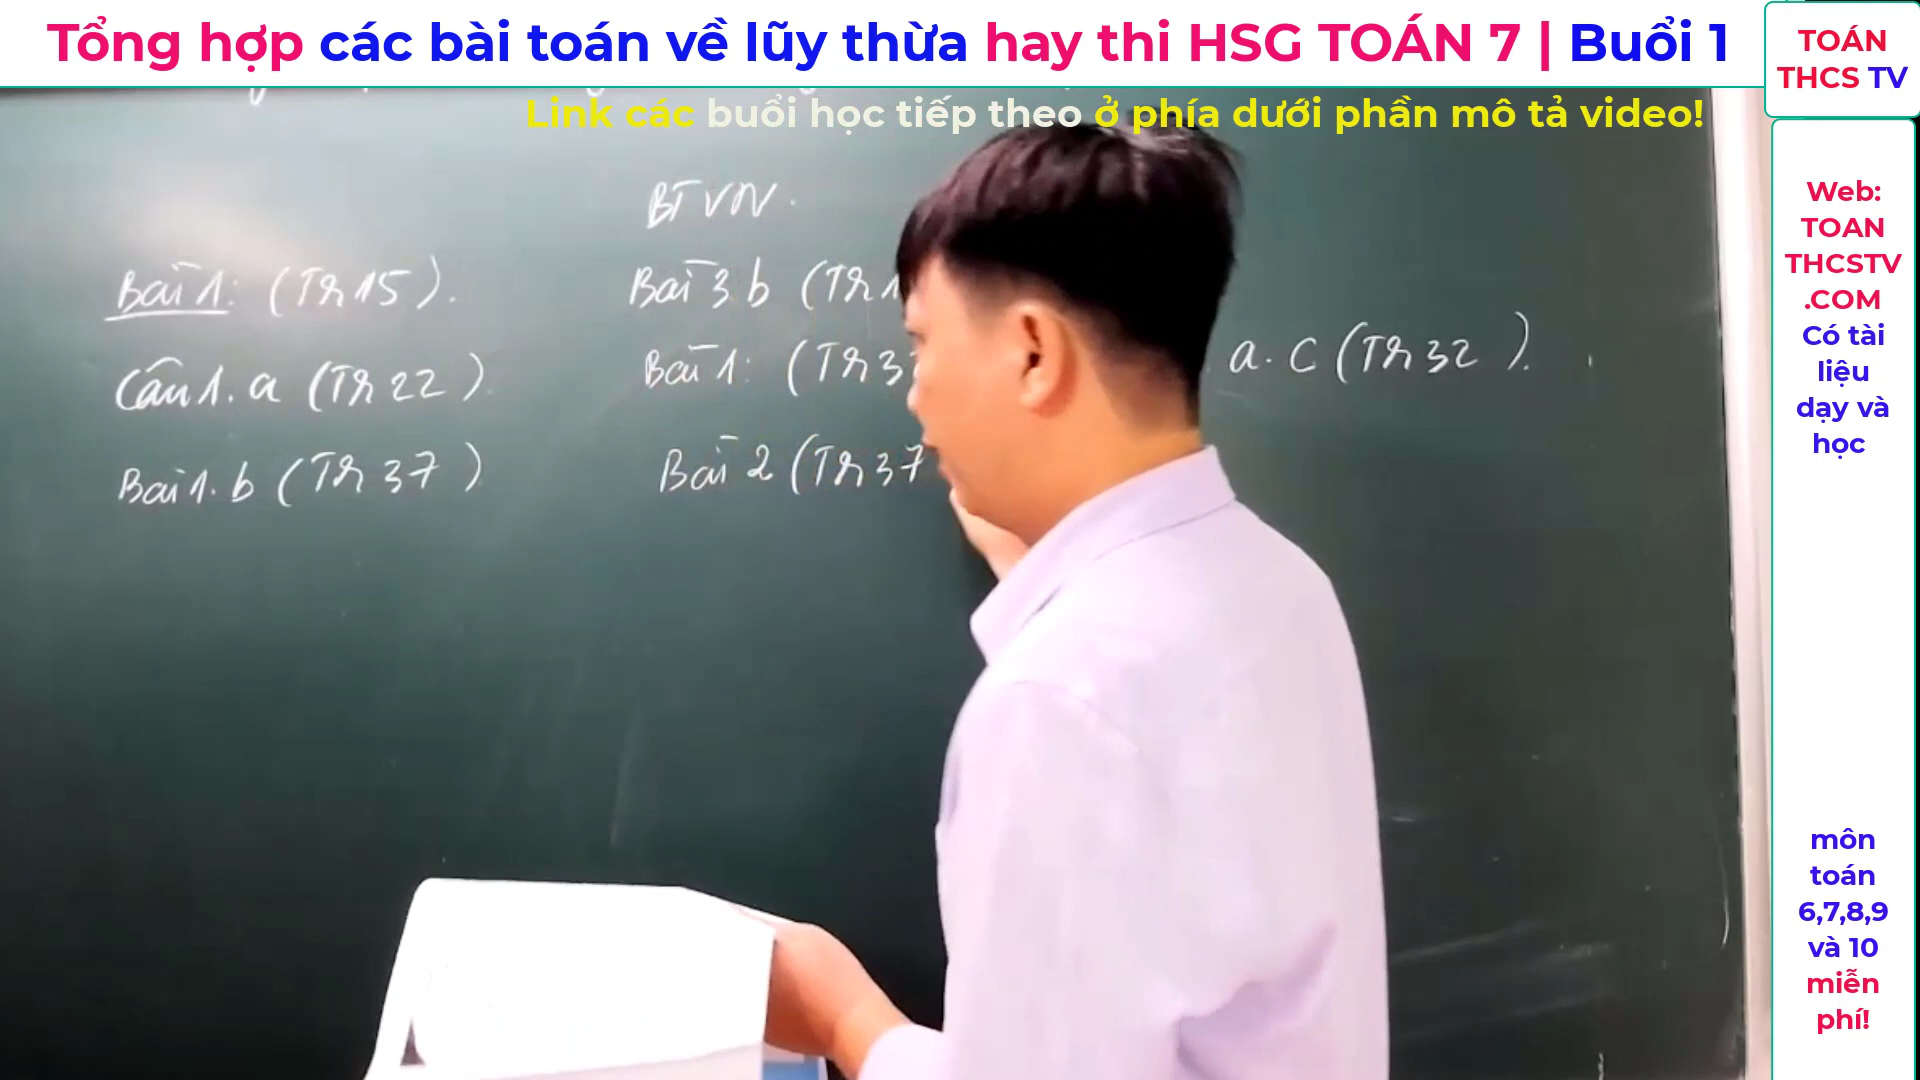 Tổng hợp các bài toán về lũy thừa hay thi HSG TOÁN 7 | Buổi 1
TOÁN
THCS TV
Link các buổi học tiếp theo ở phía dưới phần mô tả video!
Web:
TOAN
THCSTV
.COM
Có tài
liệu
dạy và
học
môn
toán
6,7,8,9
và 10
miễn
phí!
BTVN.
Bài 1: (Tr 15).
Câu 1. a (Tr 22)
Bài 1. b (Tr 37)
Bài 3 b (Tr 1
Bài 1: (Tr 3
a. c (Tr 32).
Bài 2 (Tr 37